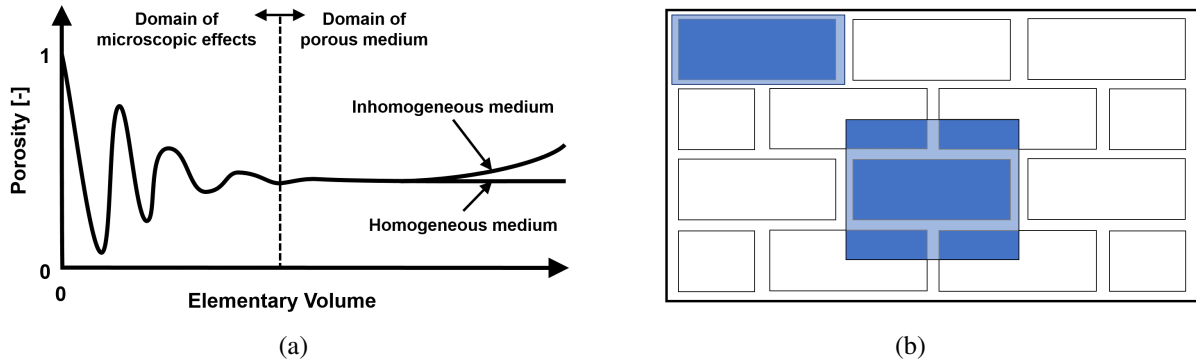 Domain of
microscopic effects
Domain of
porous medium
1
Porosity [-]
Inhomogeneous medium
Homogeneous medium
0
0
Elementary Volume
(a)
(b)